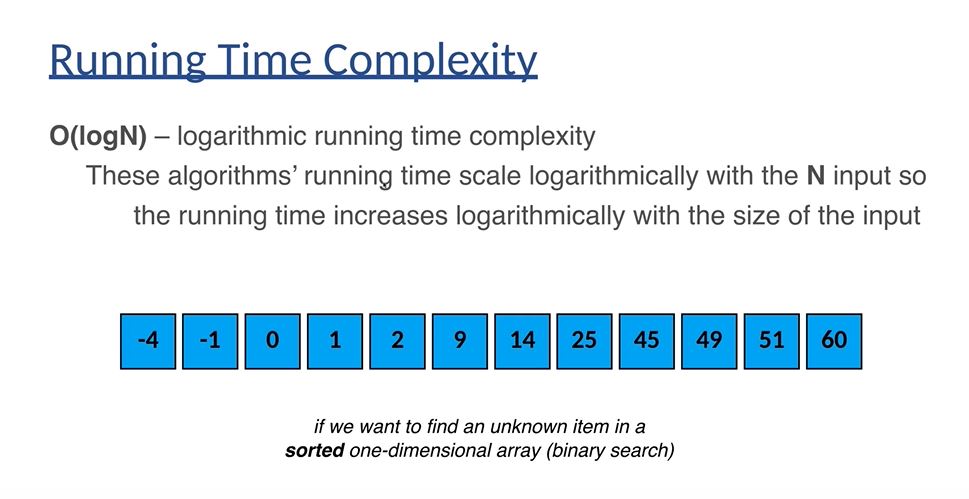 Running Time Complexity
O(logN) – logarithmic running time complexity
These algorithms’ running time scale logarithmically with the N input so
the running time increases logarithmically with the size of the input
-4 -1 0 1 2 9 14 25 45 49 51 60
if we want to find an unknown item in a
sorted one-dimensional array (binary search)